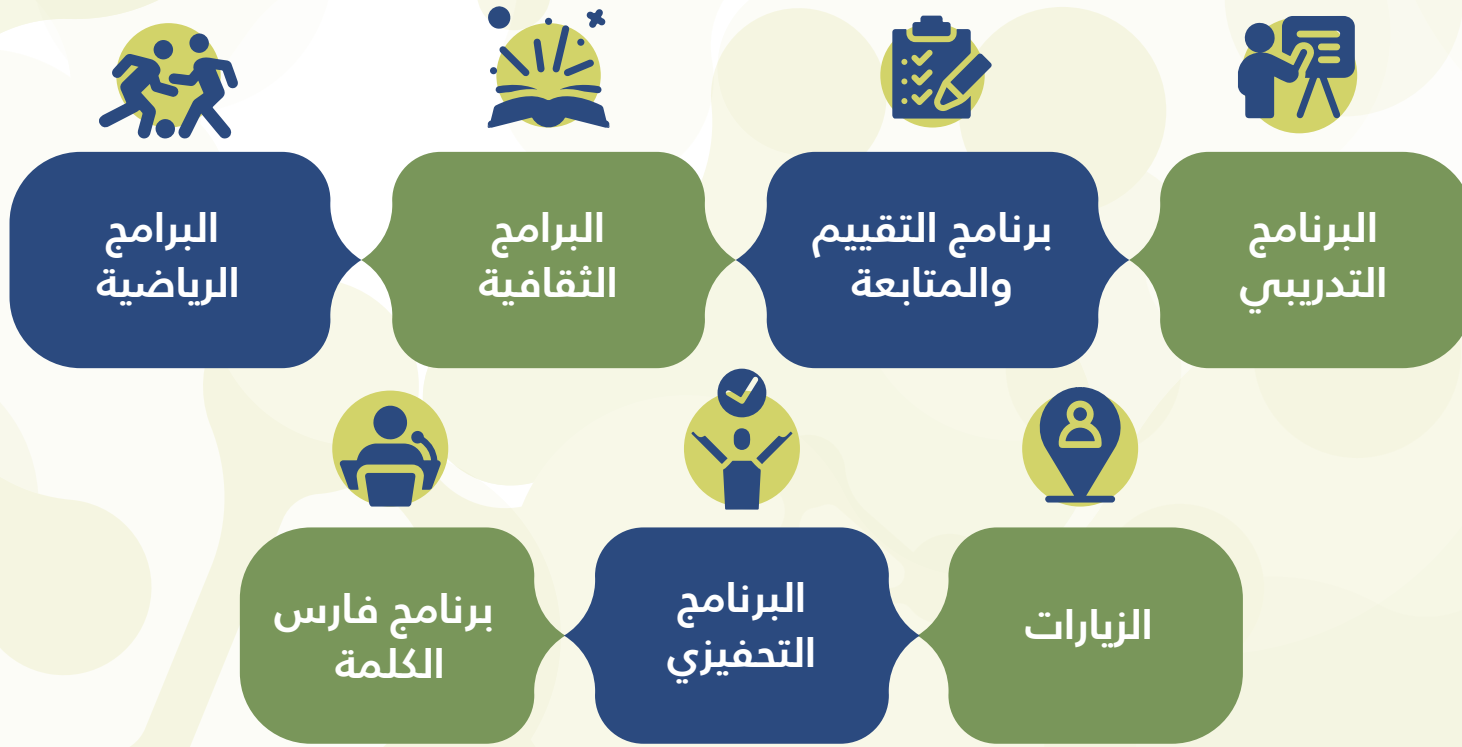 البرنامج
التدريبي
برنامج التقييم
والمتابعة
البرامج
الثقافية
البرامج
الرياضية
الزيارات
البرنامج
التحفيزي
برنامج فارس
الكلمة